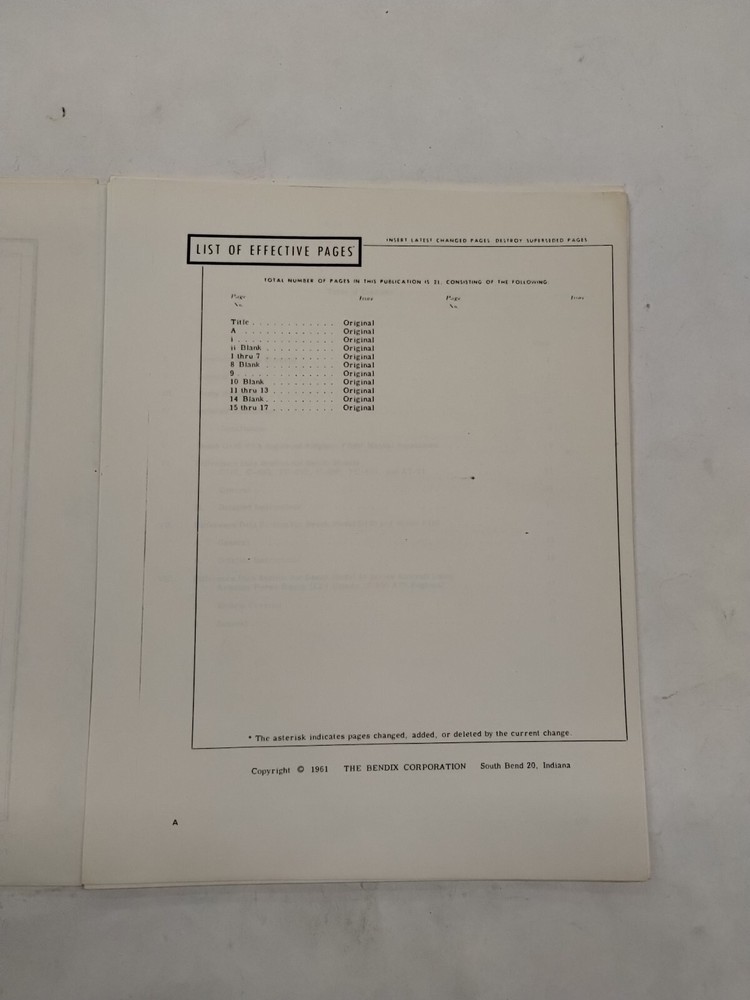 INSERT LATEST CHANGED PAGES. DESTROY SUPERSEDED PAGES
LIST OF EFFECTIVE PAGES
TOTAL NUMBER OF PAGES IN THIS PUBLICATION IS 21, CONSISTING OF THE FOLLOWING:
Page No. Issue Page No. Issue
Title . . . . . . . . . . . . Original
A . . . . . . . . . . . . . Original
i . . . . . . . . . . . . . Original
ii Blank . . . . . . . . . . Original
1 thru 7 . . . . . . . . . . Original
8 Blank . . . . . . . . . . Original
9 . . . . . . . . . . . . . Original
10 Blank . . . . . . . . . . Original
11 thru 13 . . . . . . . . . Original
14 Blank . . . . . . . . . . Original
15 thru 17 . . . . . . . . . Original
* The asterisk indicates pages changed, added, or deleted by the current change.
Copyright © 1961 THE BENDIX CORPORATION South Bend 20, Indiana
A